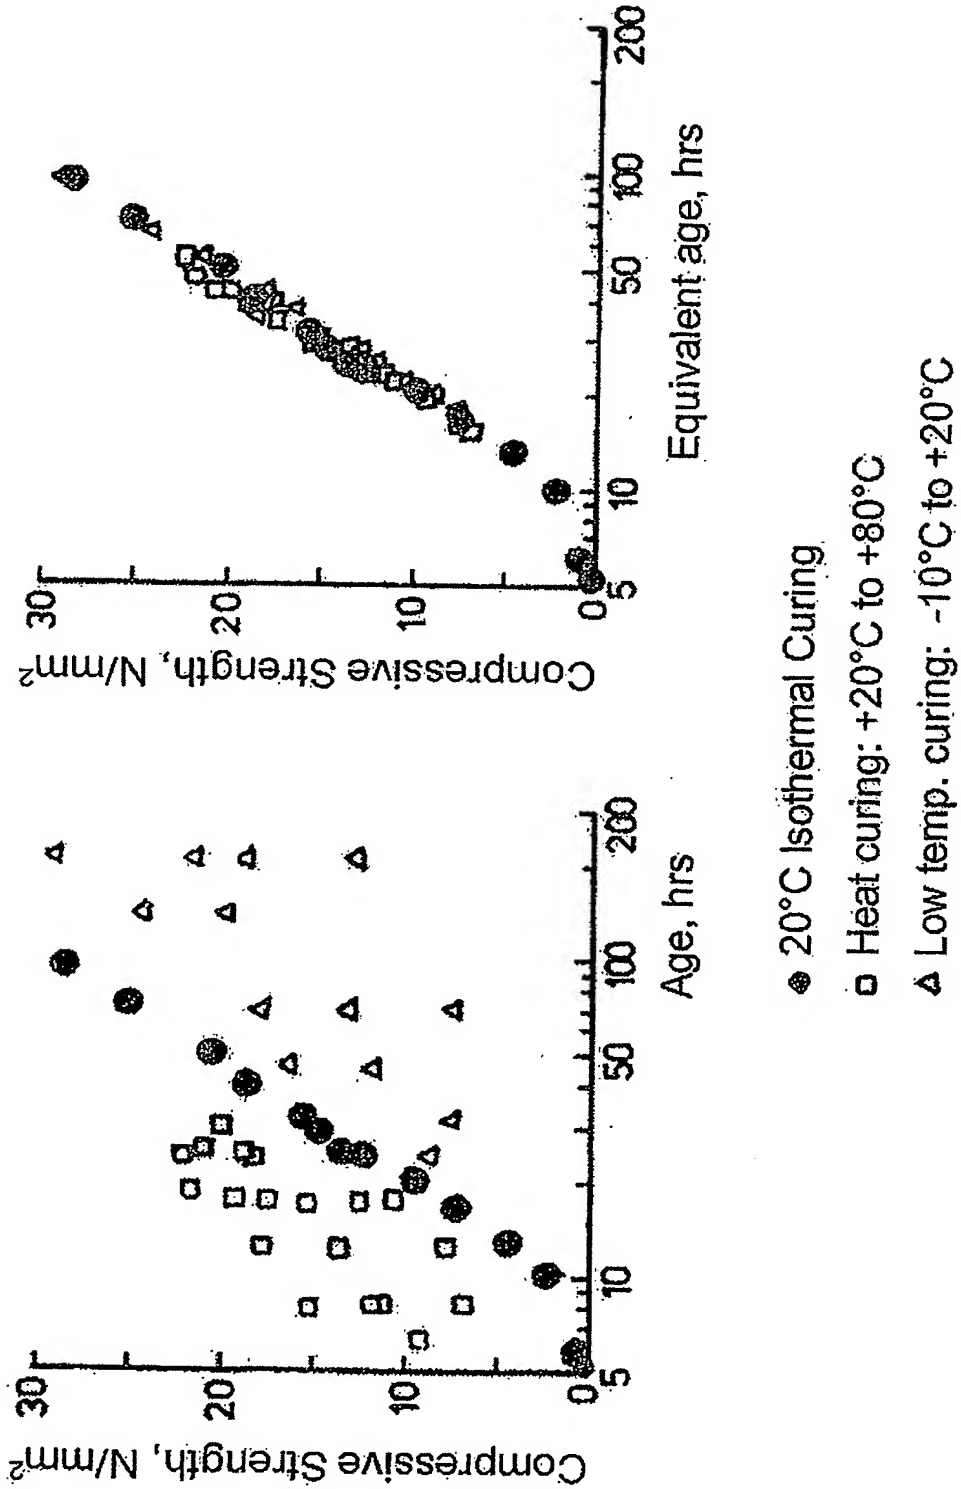 Compressive Strength, N/mm²
30
20
10
0
5
10
50
100
200
Age, hrs
Compressive Strength, N/mm²
30
20
10
0
5
10
50
100
200
Equivalent age, hrs
20°C Isothermal Curing
Heat curing: +20°C to +80°C
Low temp. curing: -10°C to +20°C